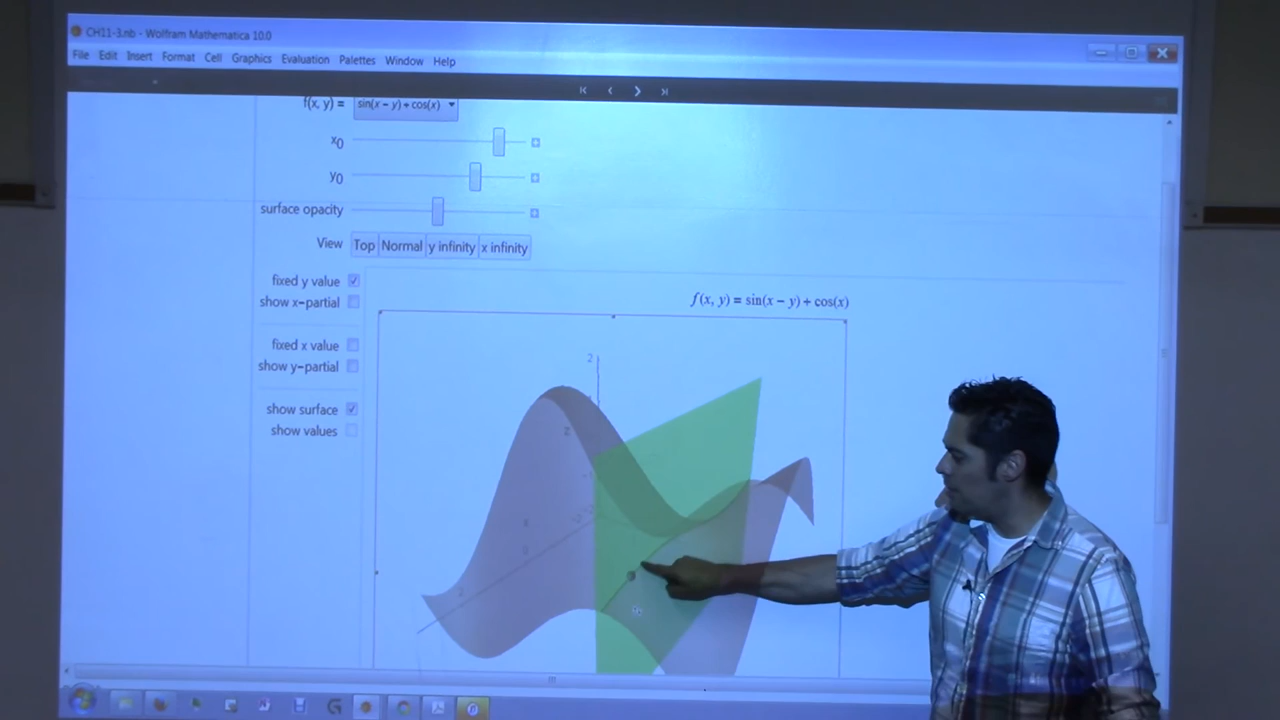 CH11-3.nb - Wolfram Mathematica 10.0
File Edit Insert Format Cell Graphics Evaluation Palettes Window Help
f(x, y) = sin(x − y) + cos(x)
x0
y0
surface opacity
View Top Normal y infinity x infinity
fixed y value
show x−partial
f(x, y) = sin(x − y) + cos(x)
fixed x value
show y−partial
2
show surface
show values
z
x
0
2